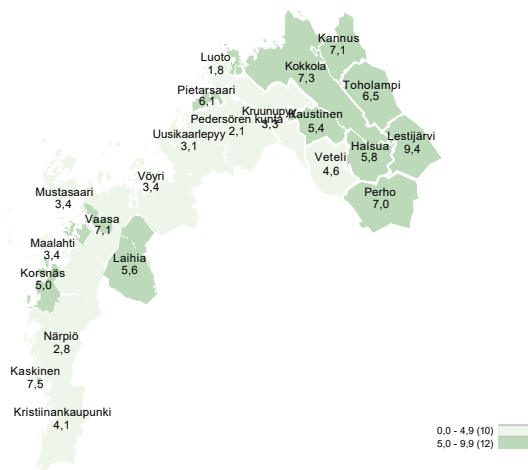 Kannus
7,1
Luoto
1,8
Kokkola
7,3
Pietarsaari
6,1
Toholampi
6,5
Kruunupyy
3,3
Kaustinen
5,4
Pedersören kunta
2,1
Uusikaarlepyy
3,1
Lestijärvi
9,4
Halsua
5,8
Veteli
4,6
Vöyri
3,4
Perho
7,0
Mustasaari
3,4
Vaasa
7,1
Maalahti
3,4
Laihia
5,6
Korsnäs
5,0
Närpiö
2,8
Kaskinen
7,5
Kristiinankaupunki
4,1
0,0 - 4,9 (10)
5,0 - 9,9 (12)